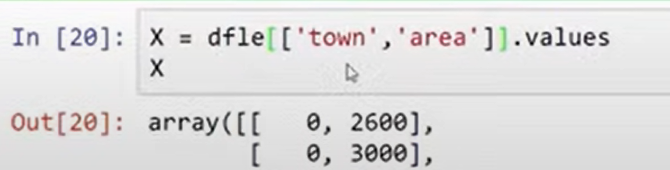 In [20]: X = dfle[['town','area']].values
X
Out[20]: array([[   0, 2600],
[   0, 3000],